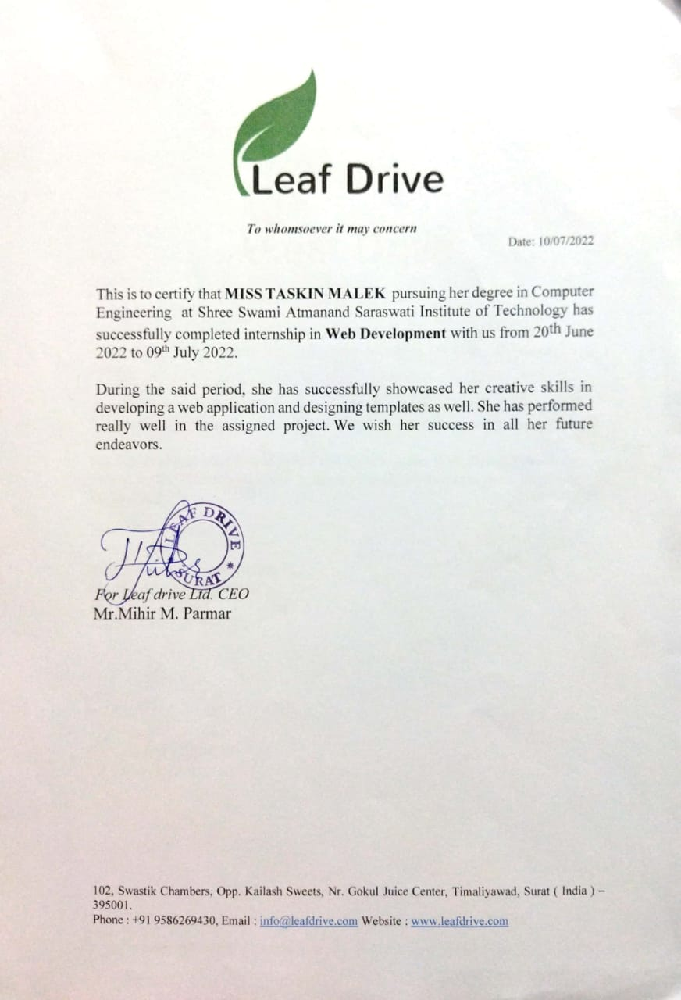 Leaf Drive
To whomsoever it may concern
Date: 10/07/2022
This is to certify that MISS TASKIN MALEK pursuing her degree in Computer
Engineering at Shree Swami Atmanand Saraswati Institute of Technology has
successfully completed internship in Web Development with us from 20th June
2022 to 09th July 2022.
During the said period, she has successfully showcased her creative skills in
developing a web application and designing templates as well. She has performed
really well in the assigned project. We wish her success in all her future
endeavors.
LEAF DRIVE
SURAT
For Leaf drive Ltd. CEO
Mr.Mihir M. Parmar
102, Swastik Chambers, Opp. Kailash Sweets, Nr. Gokul Juice Center, Timaliyawad, Surat ( India ) –
395001.
Phone : +91 9586269430, Email : info@leafdrive.com Website : www.leafdrive.com